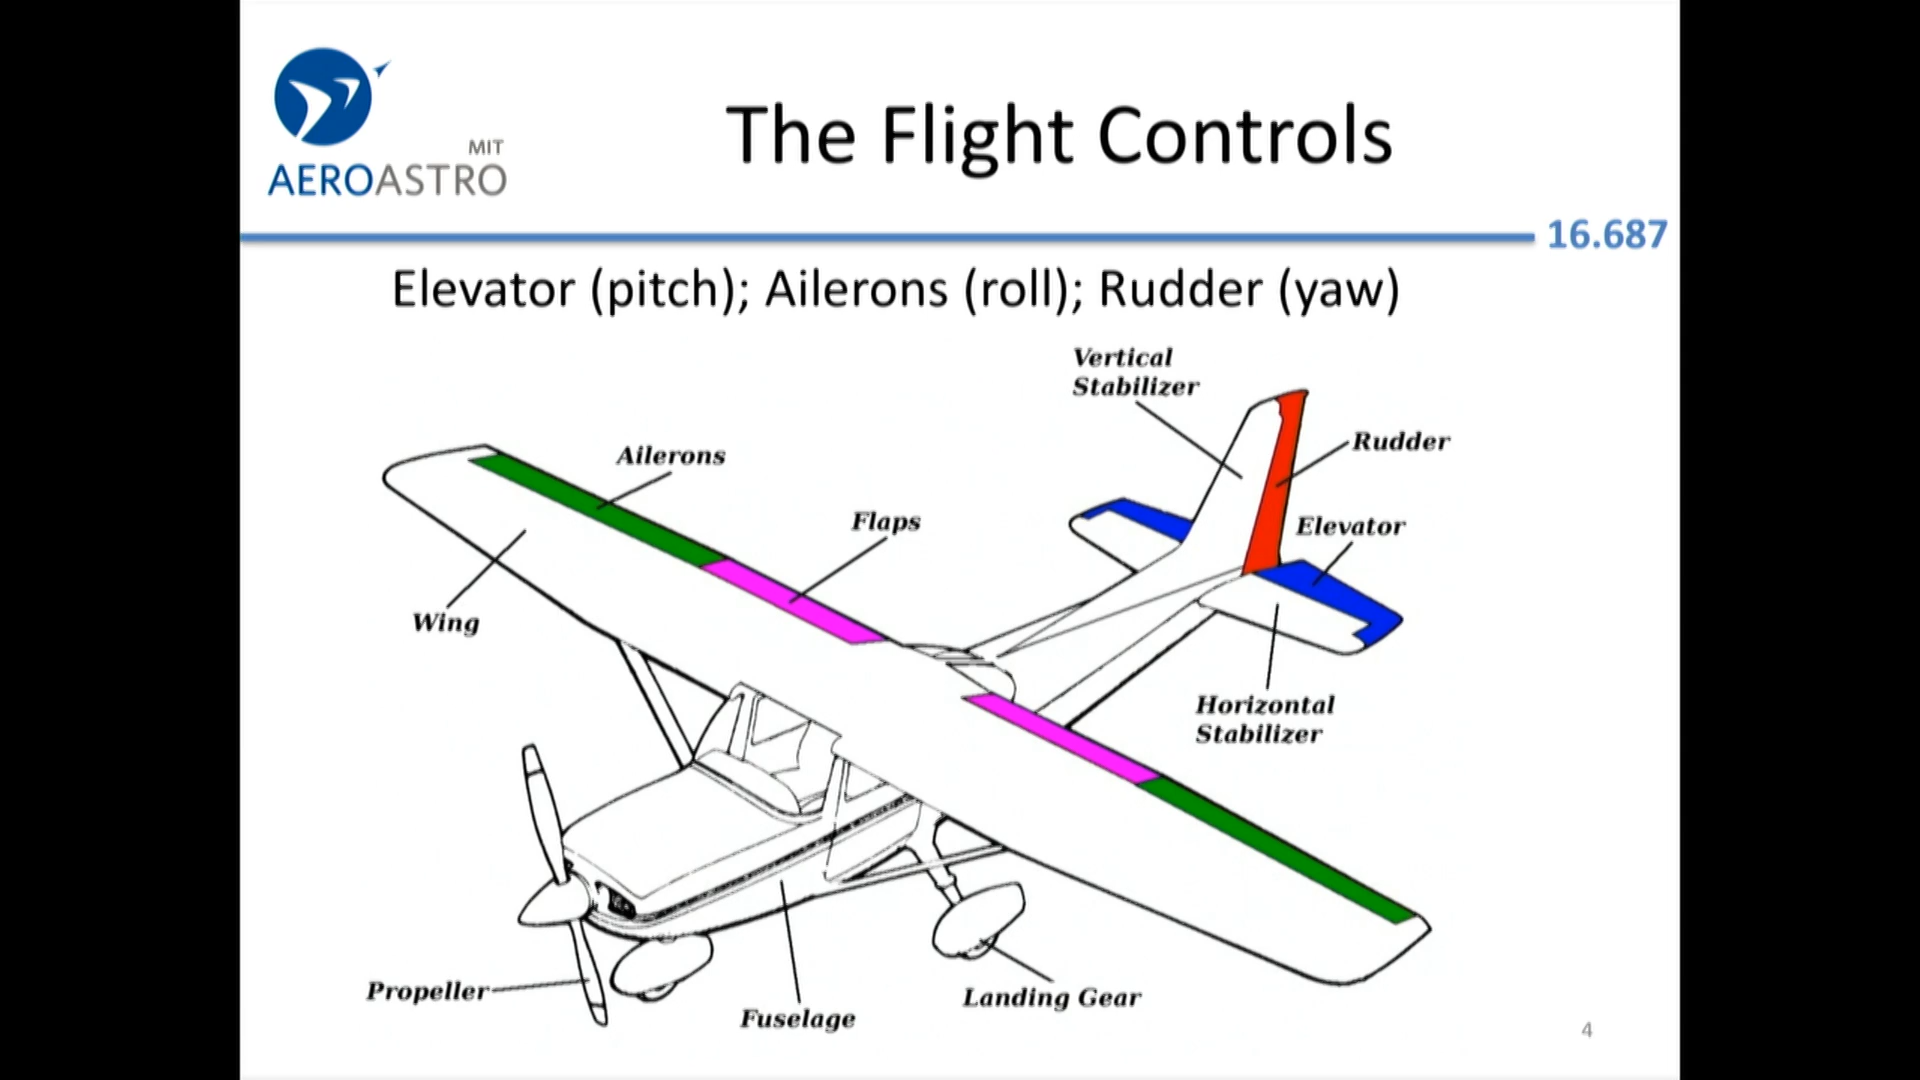 MIT
AEROASTRO
The Flight Controls
16.687
Elevator (pitch); Ailerons (roll); Rudder (yaw)
Vertical
Stabilizer
Rudder
Ailerons
Flaps
Elevator
Wing
Horizontal
Stabilizer
Propeller
Fuselage
Landing Gear
4